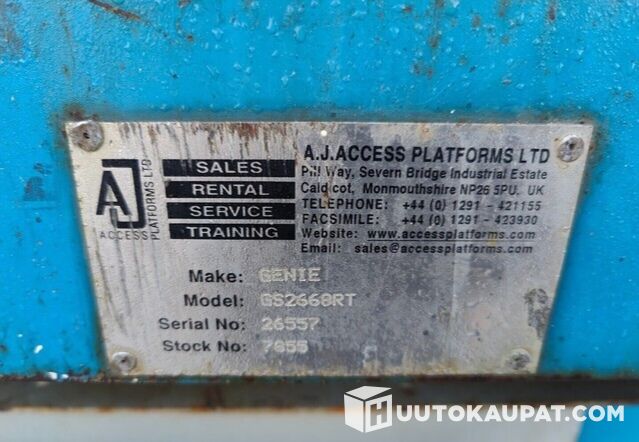 AJ
ACCESS
PLATFORMS LTD
SALES
RENTAL
SERVICE
TRAINING
A.J.ACCESS PLATFORMS LTD
Pill Way, Severn Bridge Industrial Estate
Caldicot, Monmouthshire NP26 5PU. UK
TELEPHONE: +44 (0) 1291 - 421155
FACSIMILE: +44 (0) 1291 - 423930
Website: www.accessplatforms.com
Email: sales@accessplatforms.com
Make: GENIE
Model: GS2668RT
Serial No: 26557
Stock No: 7855
HUUTOKAUPAT.COM